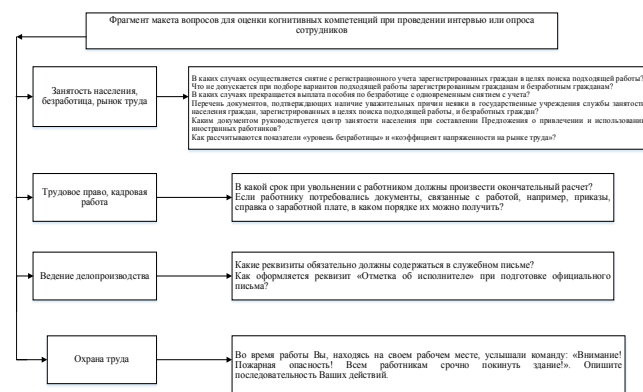 Фрагмент макета вопросов для оценки когнитивных компетенций при проведении интервью или опроса
сотрудников
Занятость населения,
безработица, рынок труда
В каких случаях осуществляется снятие с регистрационного учета зарегистрированных граждан в целях поиска подходящей работы?
Что не допускается при подборе вариантов подходящей работы зарегистрированным гражданам и безработным гражданам?
В каких случаях прекращается выплата пособия по безработице с одновременным снятием с учета?
Перечень документов, подтверждающих наличие уважительных причин неявки в государственные учреждения службы занятости
населения граждан, зарегистрированных в целях поиска подходящей работы, и безработных граждан?
Каким документом руководствуется центр занятости населения при составлении Предложения о привлечении и использовании
иностранных работников?
Как рассчитываются показатели «уровень безработицы» и «коэффициент напряженности на рынке труда»?
Трудовое право, кадровая
работа
В какой срок при увольнении с работником должны произвести окончательный расчет?
Если работнику потребовались документы, связанные с работой, например, приказы,
справка о заработной плате, в каком порядке их можно получить?
Ведение делопроизводства
Какие реквизиты обязательно должны содержаться в служебном письме?
Как оформляется реквизит «Отметка об исполнителе» при подготовке официального
письма?
Охрана труда
Во время работы Вы, находясь на своем рабочем месте, услышали команду: «Внимание!
Пожарная опасность! Всем работникам срочно покинуть здание!». Опишите
последовательность Ваших действий.